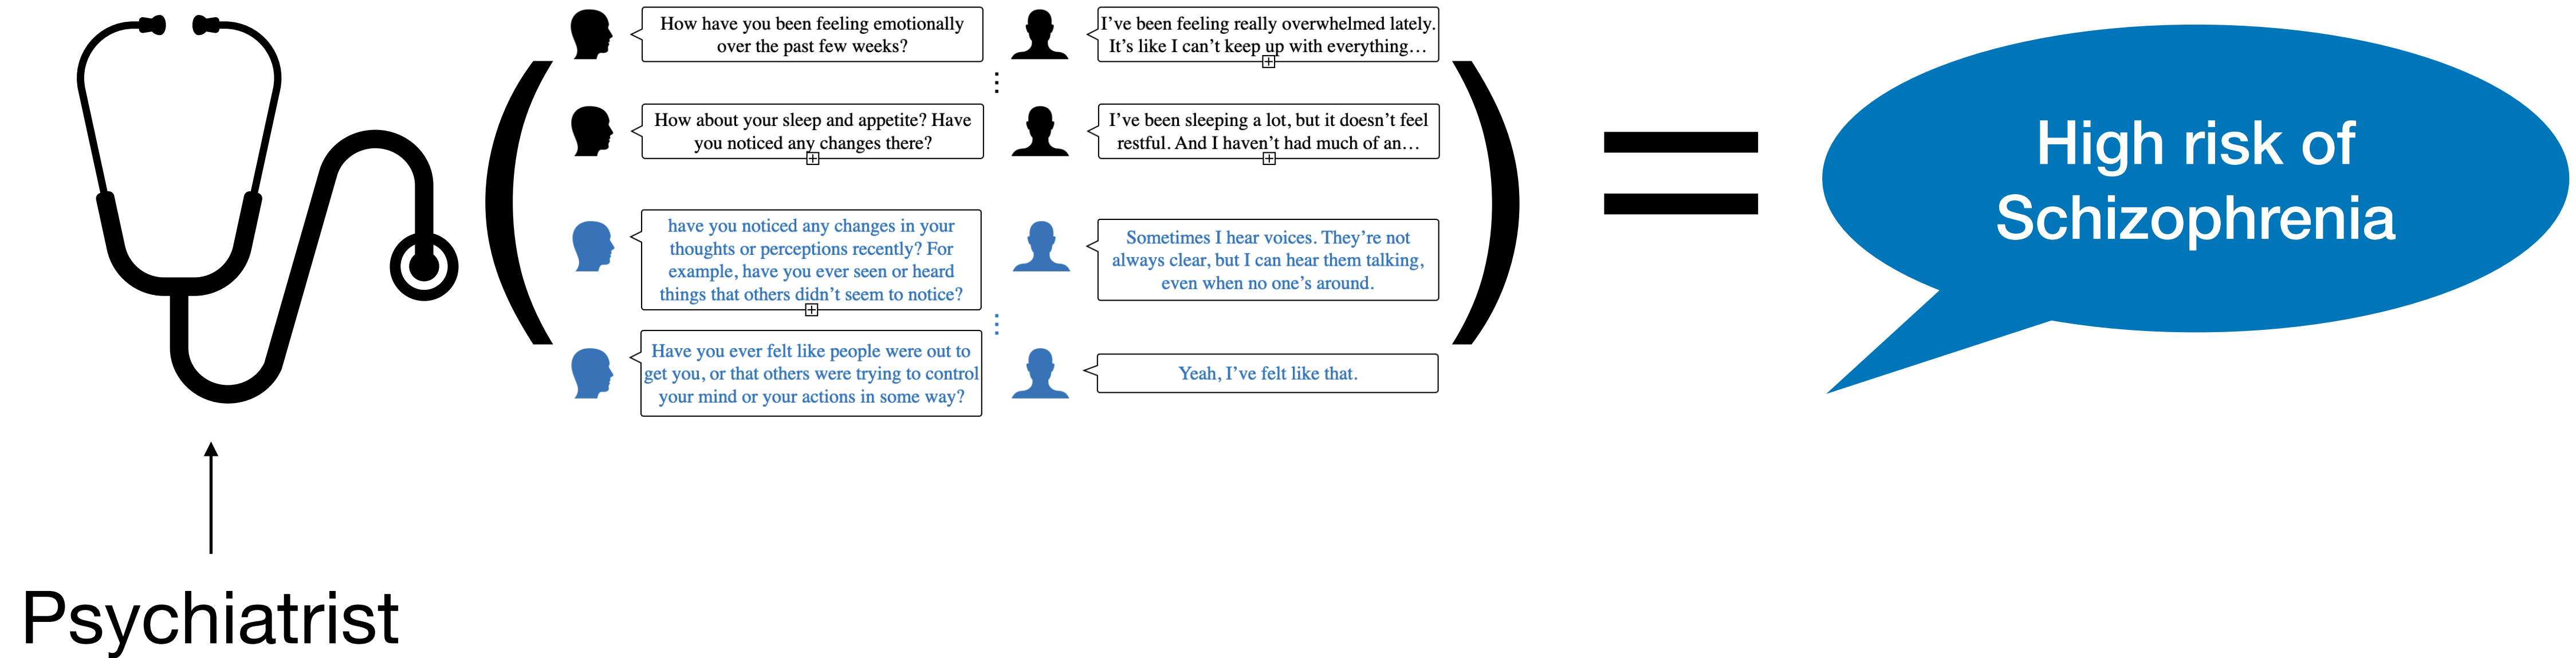 How have you been feeling emotionally
over the past few weeks?
I've been feeling really overwhelmed lately.
It's like I can't keep up with everything…
How about your sleep and appetite? Have
you noticed any changes there?
I've been sleeping a lot, but it doesn't feel
restful. And I haven't had much of an…
have you noticed any changes in your
thoughts or perceptions recently? For
example, have you ever seen or heard
things that others didn't seem to notice?
Sometimes I hear voices. They're not
always clear, but I can hear them talking,
even when no one's around.
Have you ever felt like people were out to
get you, or that others were trying to control
your mind or your actions in some way?
Yeah, I've felt like that.
High risk of
Schizophrenia
Psychiatrist